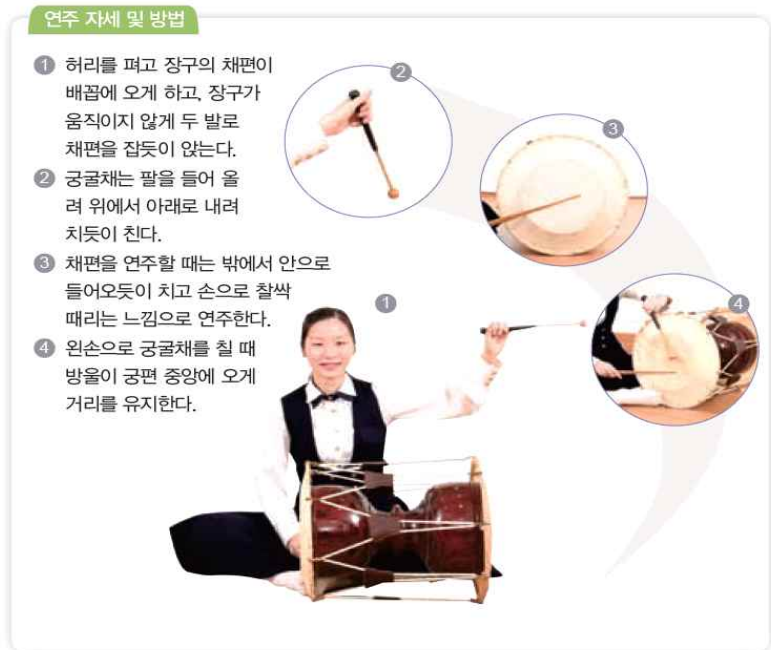 연주 자세 및 방법
1 허리를 펴고 장구의 채편이
배꼽에 오게 하고, 장구가
움직이지 않게 두 발로
채편을 잡듯이 앉는다.
2 궁굴채는 팔을 들어 올
려 위에서 아래로 내려
치듯이 친다.
3 채편을 연주할 때는 밖에서 안으로
들어오듯이 치고 손으로 찰싹
때리는 느낌으로 연주한다.
4 왼손으로 궁굴채를 칠 때
방울이 궁편 중앙에 오게
거리를 유지한다.
2
3
1
4